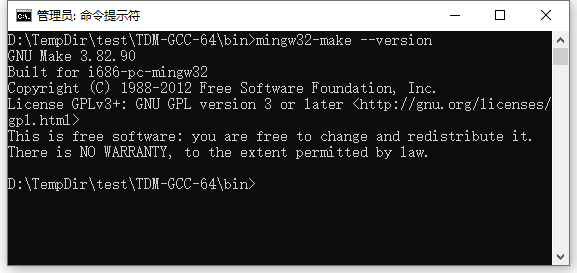 管理员: 命令提示符
D:\TempDir\test\TDM-GCC-64\bin>mingw32-make --version
GNU Make 3.82.90
Built for i686-pc-mingw32
Copyright (C) 1988-2012 Free Software Foundation, Inc.
License GPLv3+: GNU GPL version 3 or later <http://gnu.org/licenses/
gpl.html>
This is free software: you are free to change and redistribute it.
There is NO WARRANTY, to the extent permitted by law.
D:\TempDir\test\TDM-GCC-64\bin>